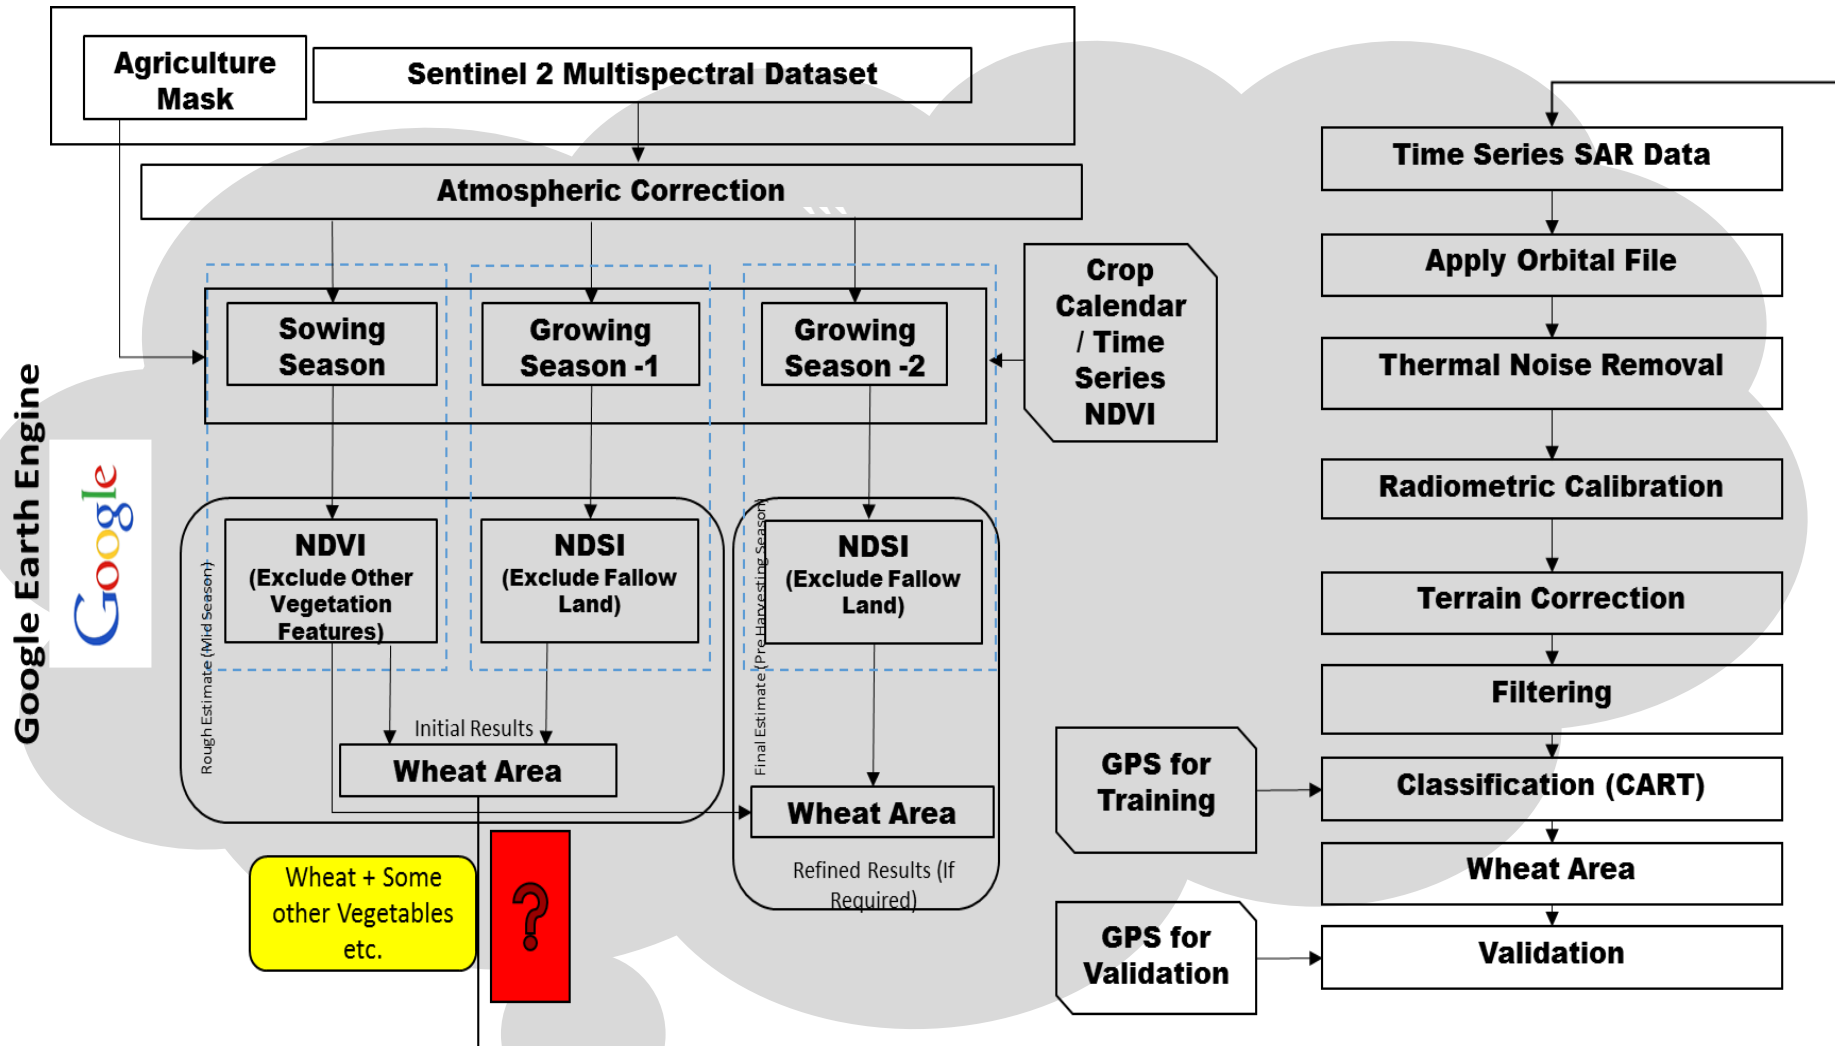 Agriculture
Mask
Sentinel 2 Multispectral Dataset
Atmospheric Correction
Sowing
Season
Growing
Season -1
Growing
Season -2
Crop
Calendar
/ Time
Series
NDVI
Google Earth Engine
Google
Rough Estimate (Mid Season)
NDVI
(Exclude Other
Vegetation
Features)
NDSI
(Exclude Fallow
Land)
Initial Results
Wheat Area
Final Estimate (Pre Harvesting Season)
NDSI
(Exclude Fallow
Land)
Wheat Area
Refined Results (If
Required)
Wheat + Some
other Vegetables
etc.
?
Time Series SAR Data
Apply Orbital File
Thermal Noise Removal
Radiometric Calibration
Terrain Correction
Filtering
GPS for
Training
Classification (CART)
Wheat Area
GPS for
Validation
Validation